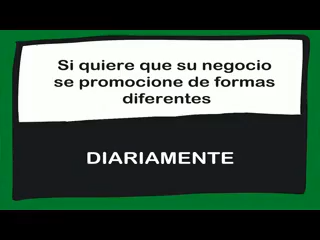 Si quiere que su negocio
se promocione de formas
diferentes
DIARIAMENTE